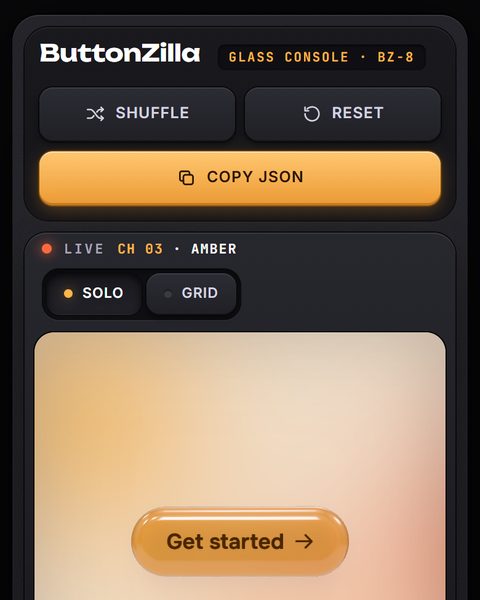 ButtonZilla
GLASS CONSOLE · BZ-8
SHUFFLE
RESET
COPY JSON
LIVE CH 03 · AMBER
SOLO
GRID
Get started →